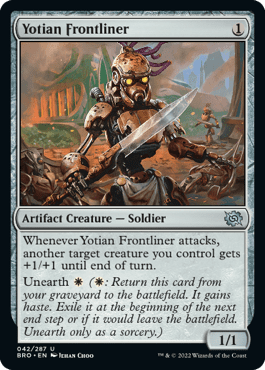 Yotian Frontliner 1
Artifact Creature — Soldier
Whenever Yotian Frontliner attacks,
another target creature you control gets
+1/+1 until end of turn.
Unearth (: Return this card from
your graveyard to the battlefield. It gains
haste. Exile it at the beginning of the next
end step or if it would leave the battlefield.
Unearth only as a sorcery.)
1/1
042/287 U
BRO • EN Jehan Choo
™ & © 2022 Wizards of the Coast